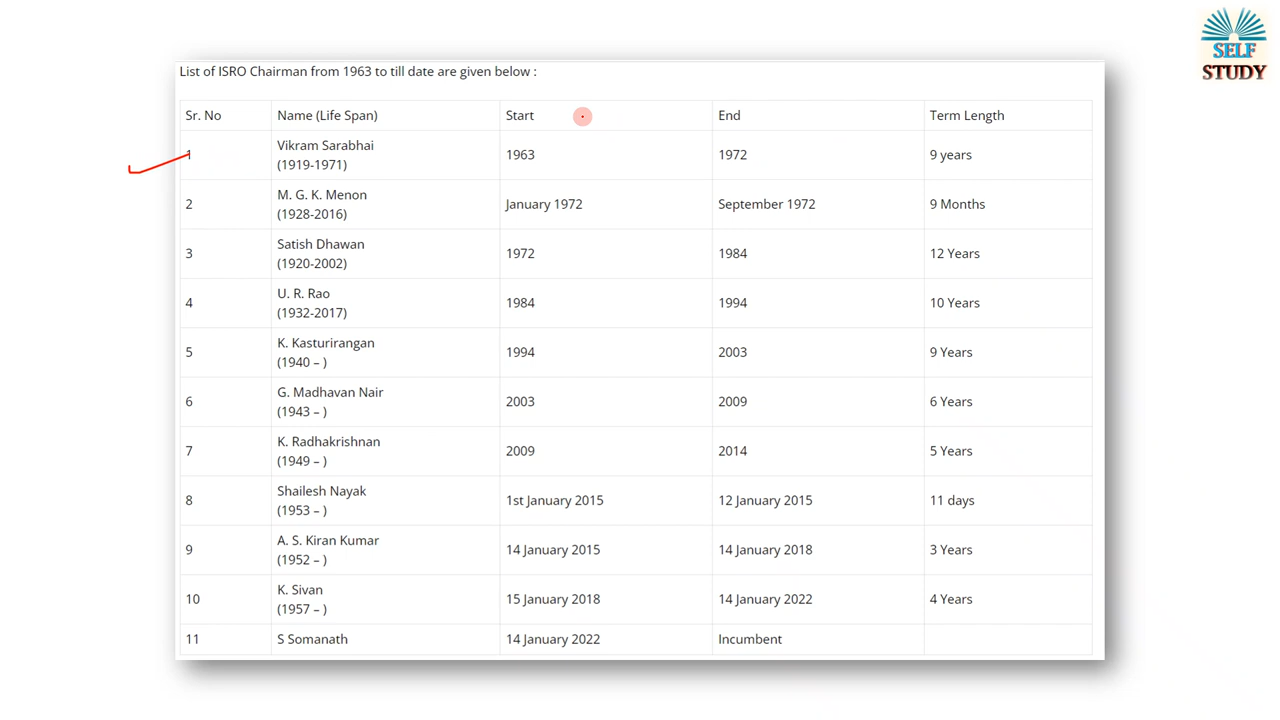 SELF
STUDY
List of ISRO Chairman from 1963 to till date are given below :
Sr. No Name (Life Span) Start End Term Length
1 Vikram Sarabhai (1919-1971) 1963 1972 9 years
2 M. G. K. Menon (1928-2016) January 1972 September 1972 9 Months
3 Satish Dhawan (1920-2002) 1972 1984 12 Years
4 U. R. Rao (1932-2017) 1984 1994 10 Years
5 K. Kasturirangan (1940 – ) 1994 2003 9 Years
6 G. Madhavan Nair (1943 – ) 2003 2009 6 Years
7 K. Radhakrishnan (1949 – ) 2009 2014 5 Years
8 Shailesh Nayak (1953 – ) 1st January 2015 12 January 2015 11 days
9 A. S. Kiran Kumar (1952 – ) 14 January 2015 14 January 2018 3 Years
10 K. Sivan (1957 – ) 15 January 2018 14 January 2022 4 Years
11 S Somanath 14 January 2022 Incumbent